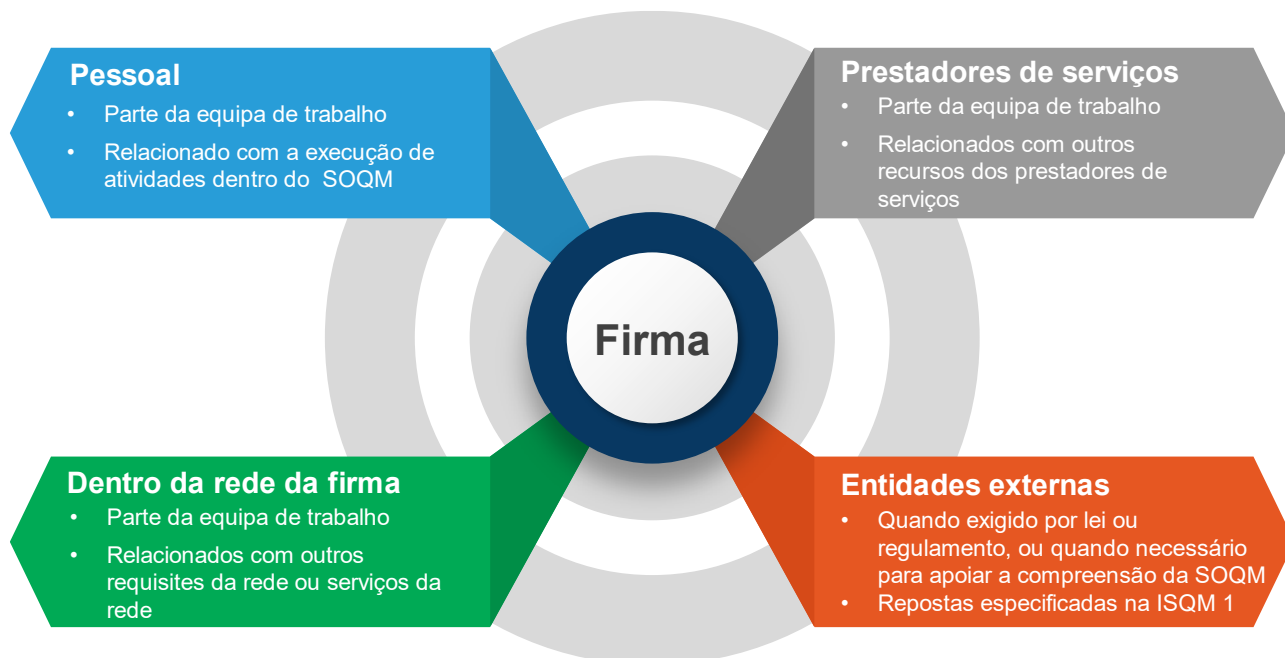 Pessoal
• Parte da equipa de trabalho
• Relacionado com a execução de
atividades dentro do SOQM
Prestadores de serviços
• Parte da equipa de trabalho
• Relacionados com outros
recursos dos prestadores de
serviços
Firma
Dentro da rede da firma
• Parte da equipa de trabalho
• Relacionados com outros
requisites da rede ou serviços da
rede
Entidades externas
• Quando exigido por lei ou
regulamento, ou quando necessário
para apoiar a compreensão da SOQM
• Repostas especificadas na ISQM 1